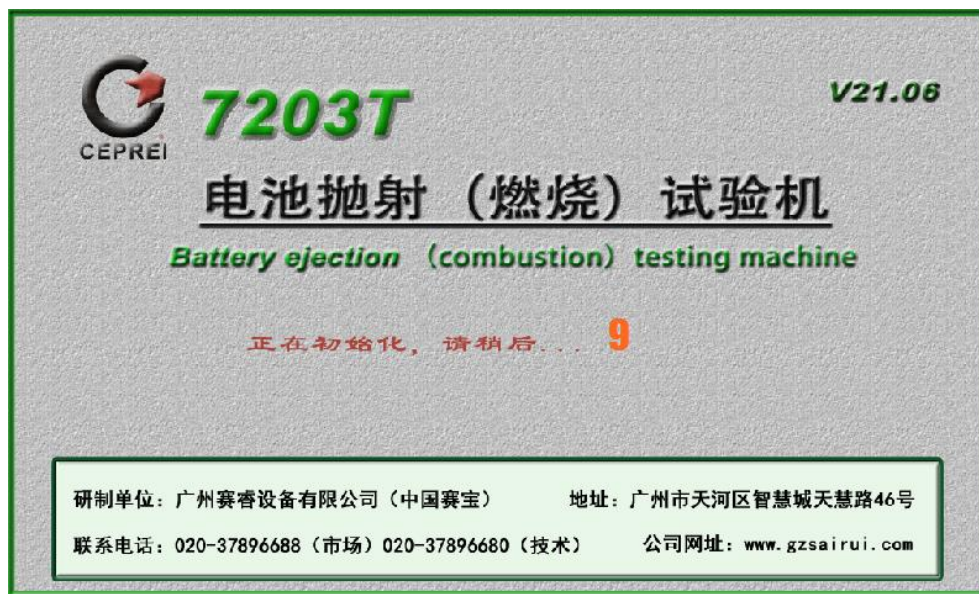 CEPREI
7203T
V21.06
电池抛射（燃烧）试验机
Battery ejection （combustion）testing machine
正在初始化, 请稍后... 9
研制单位：广州赛睿设备有限公司（中国赛宝） 地址：广州市天河区智慧城天慧路46号
联系电话：020-37896688（市场）020-37896680（技术） 公司网址：www.gzsairui.com